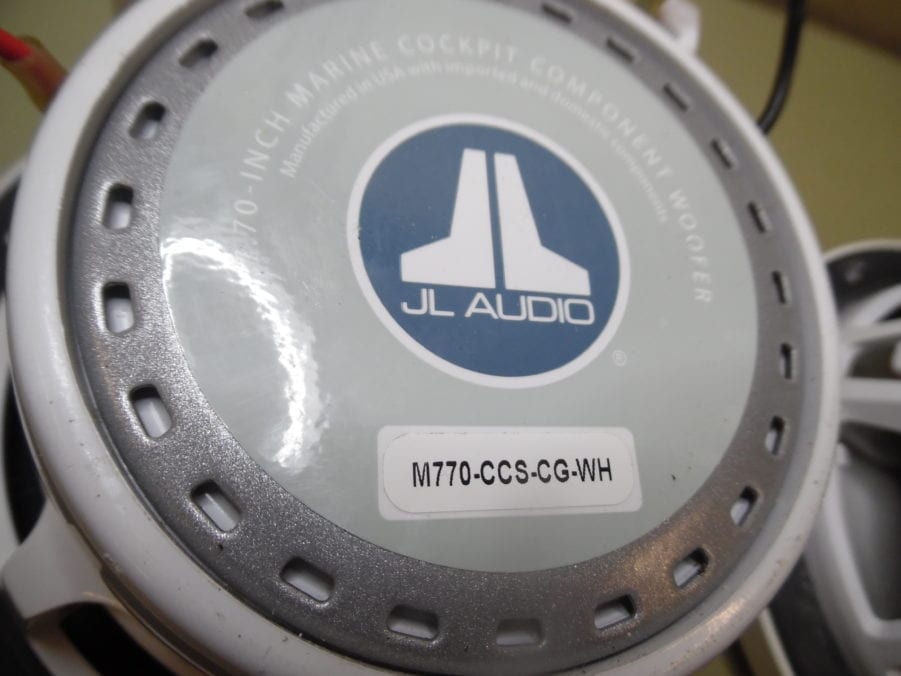 70-INCH MARINE COCKPIT COMPONENT WOOFER
Manufactured in USA with imported and domestic components
JL AUDIO
®
M770-CCS-CG-WH